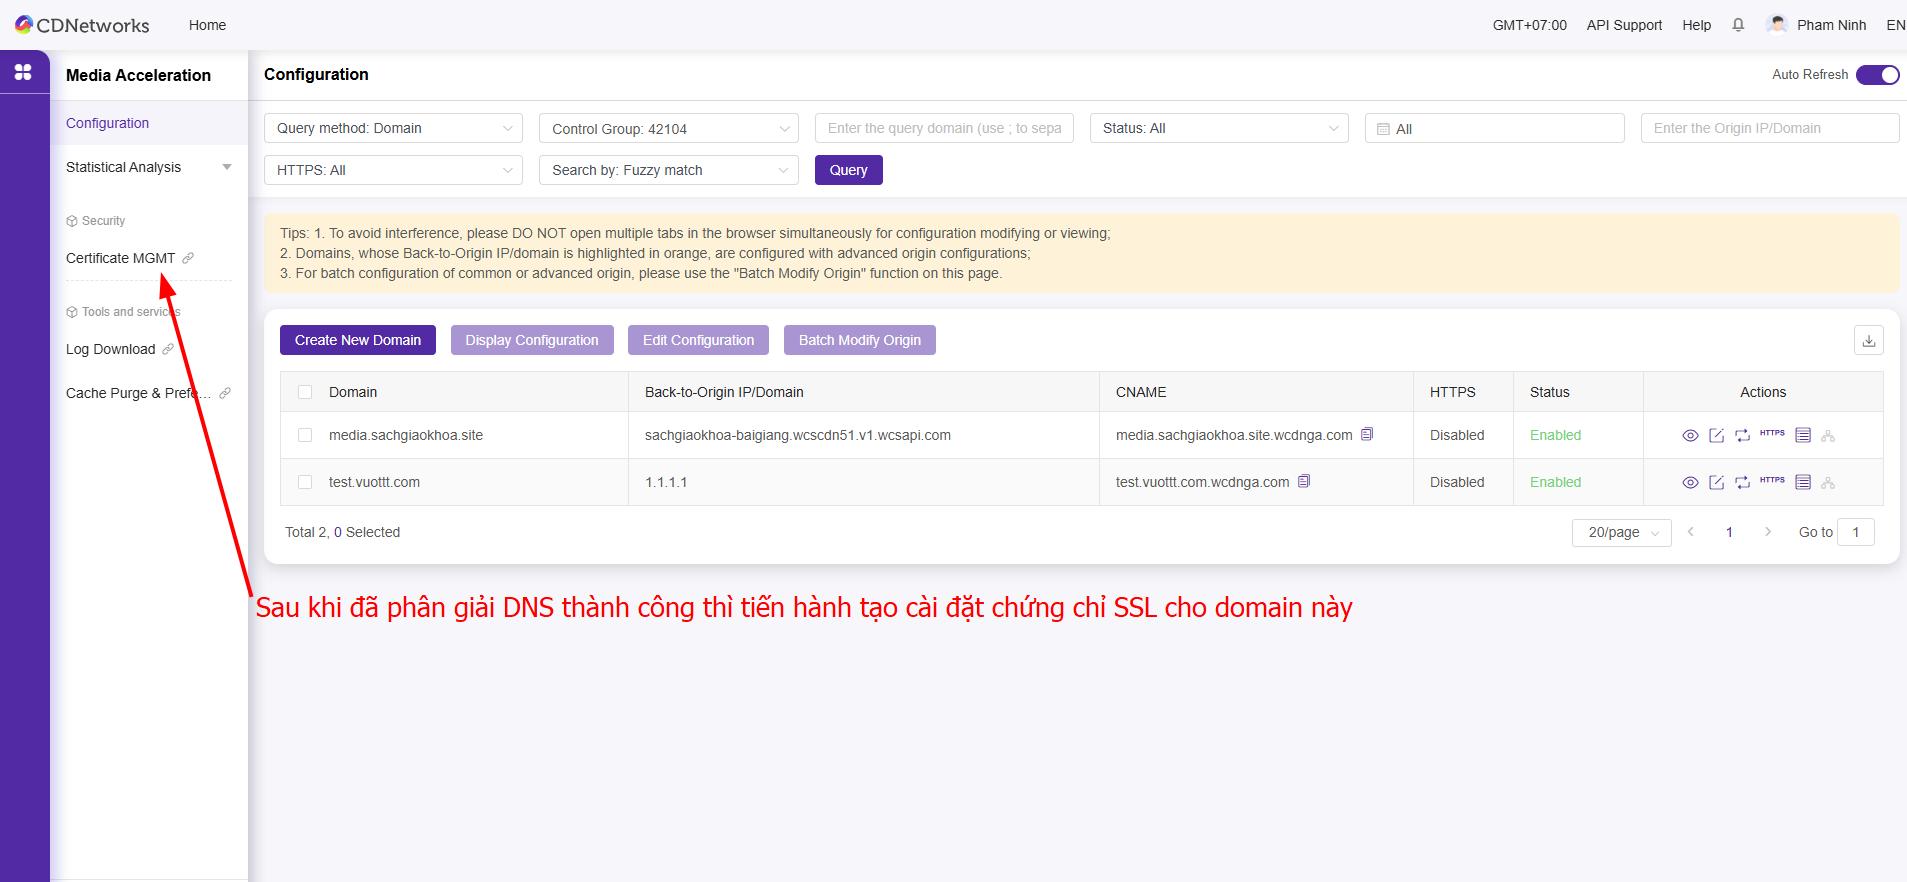 CDNetworks Home GMT+07:00 API Support Help Pham Ninh EN
Media Acceleration
Configuration
Statistical Analysis
Security
Certificate MGMT
Tools and services
Log Download
Cache Purge & Prefe...
Configuration Auto Refresh
Query method: Domain Control Group: 42104 Enter the query domain (use ; to sepa Status: All All Enter the Origin IP/Domain
HTTPS: All Search by: Fuzzy match Query
Tips: 1. To avoid interference, please DO NOT open multiple tabs in the browser simultaneously for configuration modifying or viewing;
2. Domains, whose Back-to-Origin IP/domain is highlighted in orange, are configured with advanced origin configurations;
3. For batch configuration of common or advanced origin, please use the "Batch Modify Origin" function on this page.
Create New Domain Display Configuration Edit Configuration Batch Modify Origin
Domain Back-to-Origin IP/Domain CNAME HTTPS Status Actions
media.sachgiaokhoa.site sachgiaokhoa-baigiang.wcscdn51.v1.wcsapi.com media.sachgiaokhoa.site.wcdnga.com Disabled Enabled HTTPS
test.vuottt.com 1.1.1.1 test.vuottt.com.wcdnga.com Disabled Enabled HTTPS
Total 2, 0 Selected 20/page 1 Go to 1
Sau khi đã phân giải DNS thành công thì tiến hành tạo cài đặt chứng chỉ SSL cho domain này